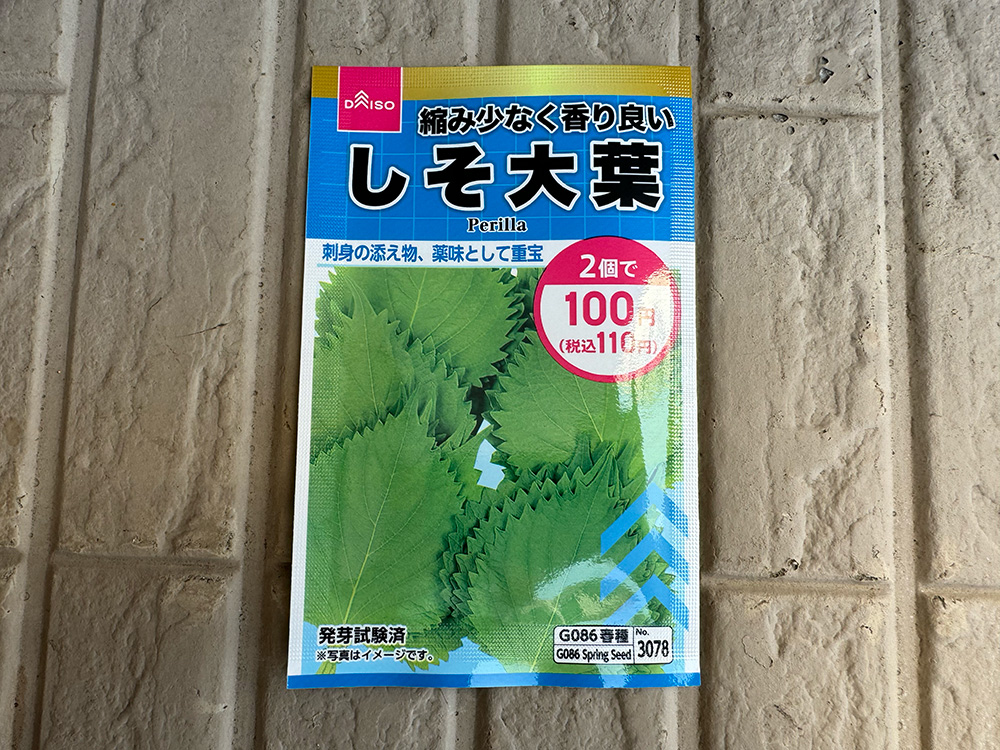 DAISO
縮み少なく香り良い
しそ大葉
Perilla
刺身の添え物、薬味として重宝
2個で
100円
(税込110円)
発芽試験済
※写真はイメージです。
G086 春種
G086 Spring Seed
No.
3078